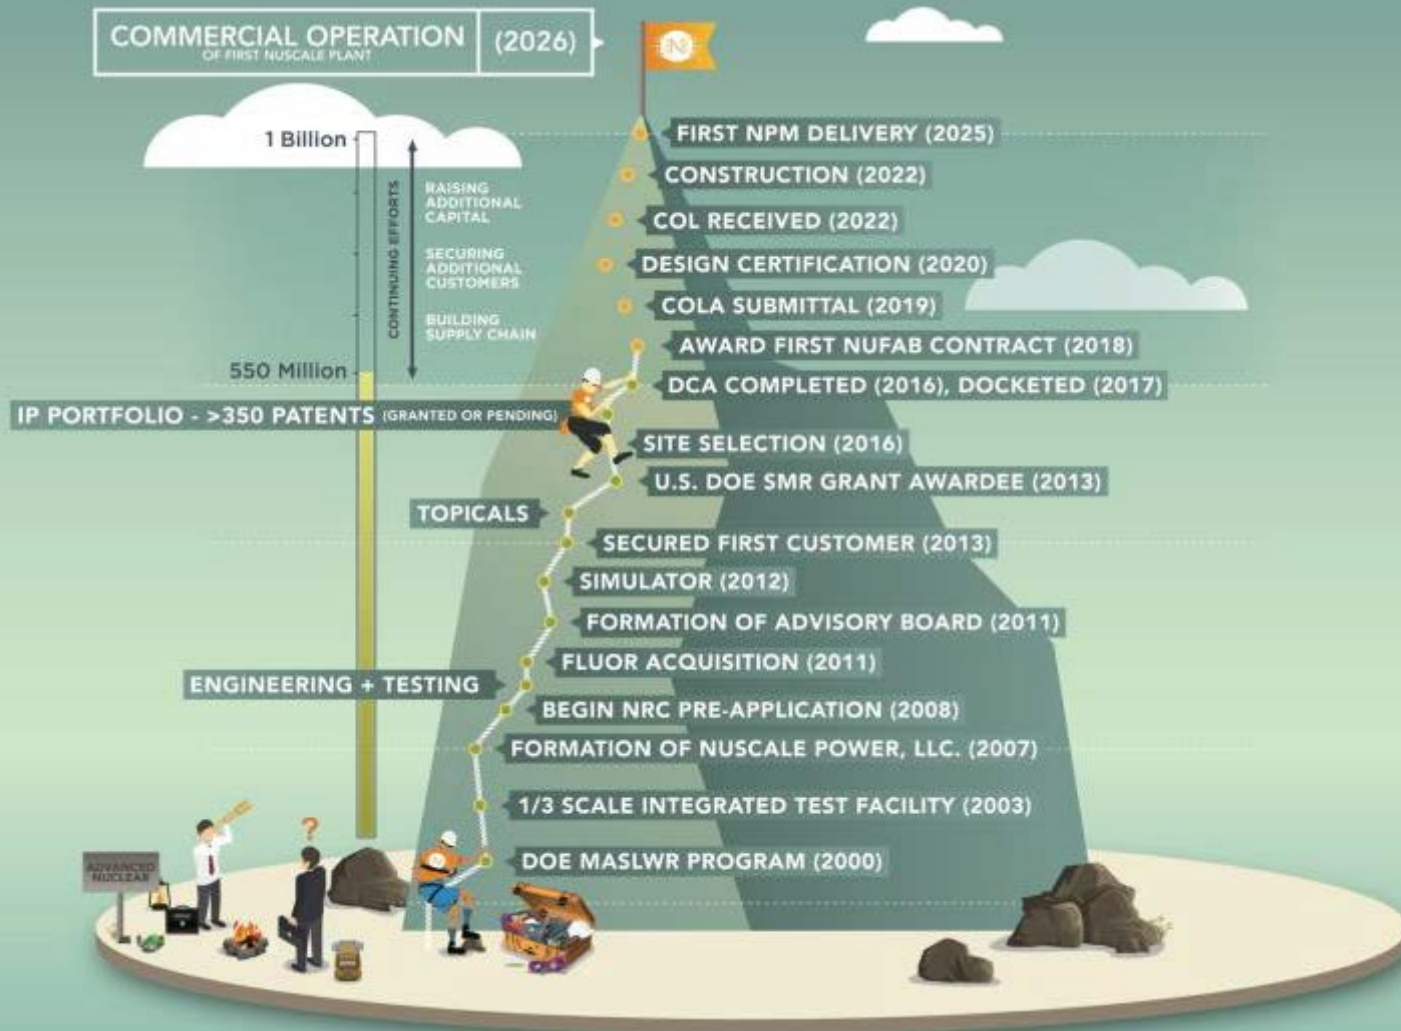 COMMERCIAL OPERATION
OF FIRST NUSCALE PLANT
(2026)
N
1 Billion
CONTINUING EFFORTS
RAISING
ADDITIONAL
CAPITAL
SECURING
ADDITIONAL
CUSTOMERS
BUILDING
SUPPLY CHAIN
550 Million
FIRST NPM DELIVERY (2025)
CONSTRUCTION (2022)
COL RECEIVED (2022)
DESIGN CERTIFICATION (2020)
COLA SUBMITTAL (2019)
AWARD FIRST NUFAB CONTRACT (2018)
DCA COMPLETED (2016), DOCKETED (2017)
IP PORTFOLIO - >350 PATENTS (GRANTED OR PENDING)
SITE SELECTION (2016)
U.S. DOE SMR GRANT AWARDEE (2013)
TOPICALS
SECURED FIRST CUSTOMER (2013)
SIMULATOR (2012)
FORMATION OF ADVISORY BOARD (2011)
FLUOR ACQUISITION (2011)
ENGINEERING + TESTING
BEGIN NRC PRE-APPLICATION (2008)
FORMATION OF NUSCALE POWER, LLC. (2007)
1/3 SCALE INTEGRATED TEST FACILITY (2003)
DOE MASLWR PROGRAM (2000)
?
ADVANCED
NUCLEAR